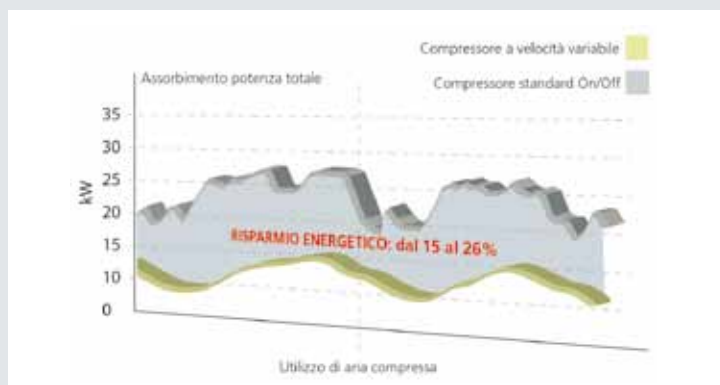 Compressore a velocità variabile
Assorbimento potenza totale
Compressore standard On/Off
35
30
25
kW
20
RISPARMIO ENERGETICO: dal 15 al 26%
15
10
0
Utilizzo di aria compressa